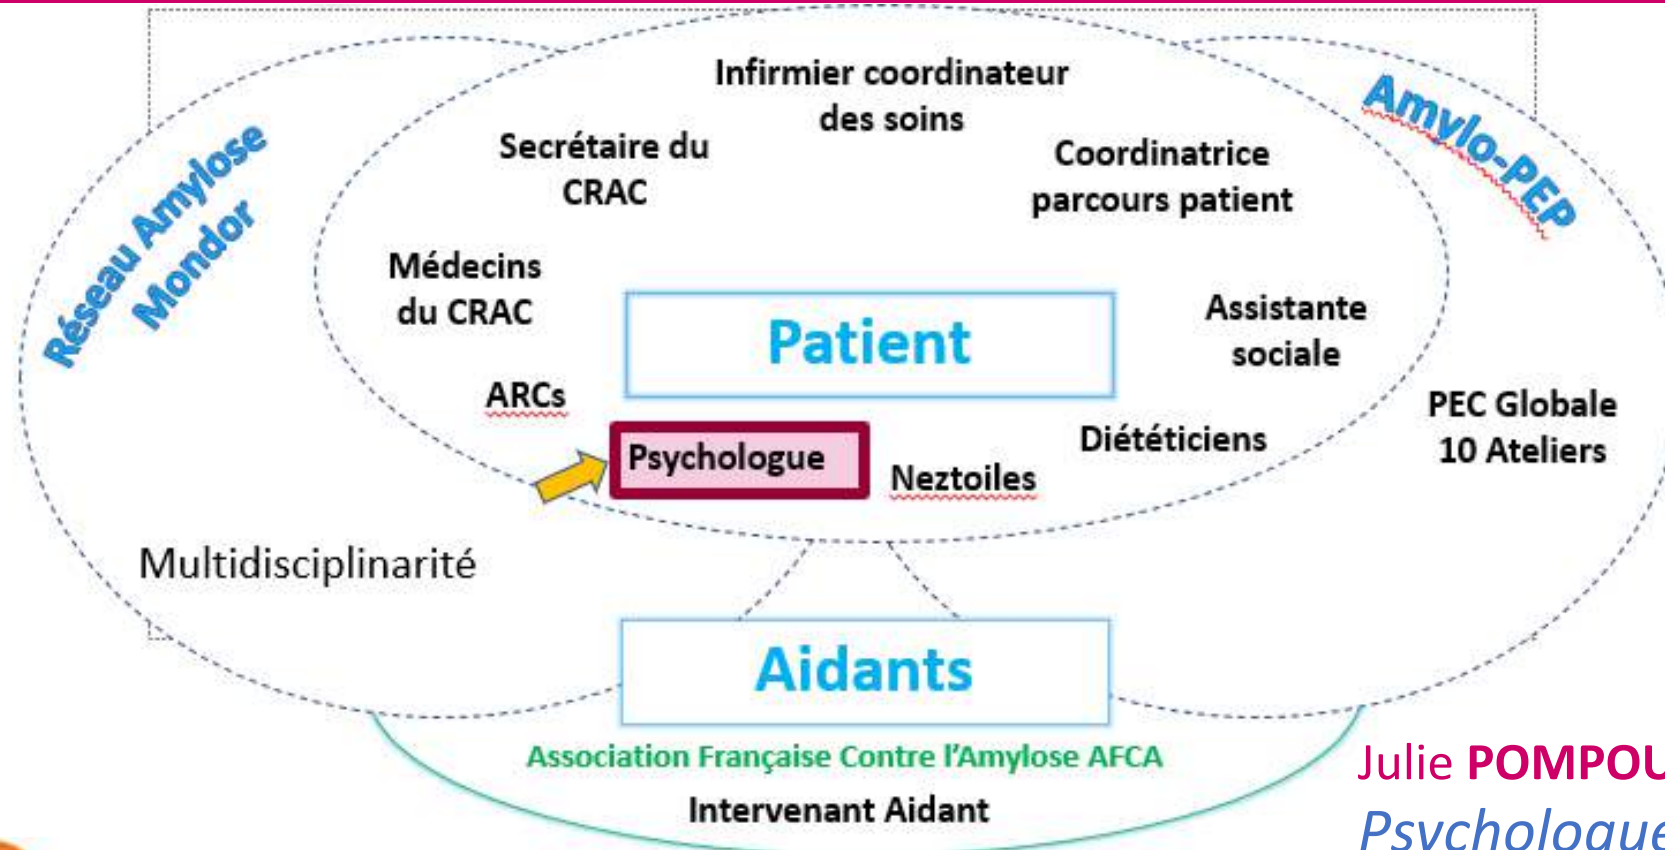 Infirmier coordinateur
des soins
Secrétaire du
CRAC
Coordinatrice
parcours patient
Réseau Amylose
Mondor
Amylo-PEP
Médecins
du CRAC
Patient
Assistante
sociale
ARCs
PEC Globale
10 Ateliers
Psychologue
Neztoiles
Diététiciens
Multidisciplinarité
Aidants
Association Française Contre l'Amylose AFCA
Intervenant Aidant
Julie
Psychologue